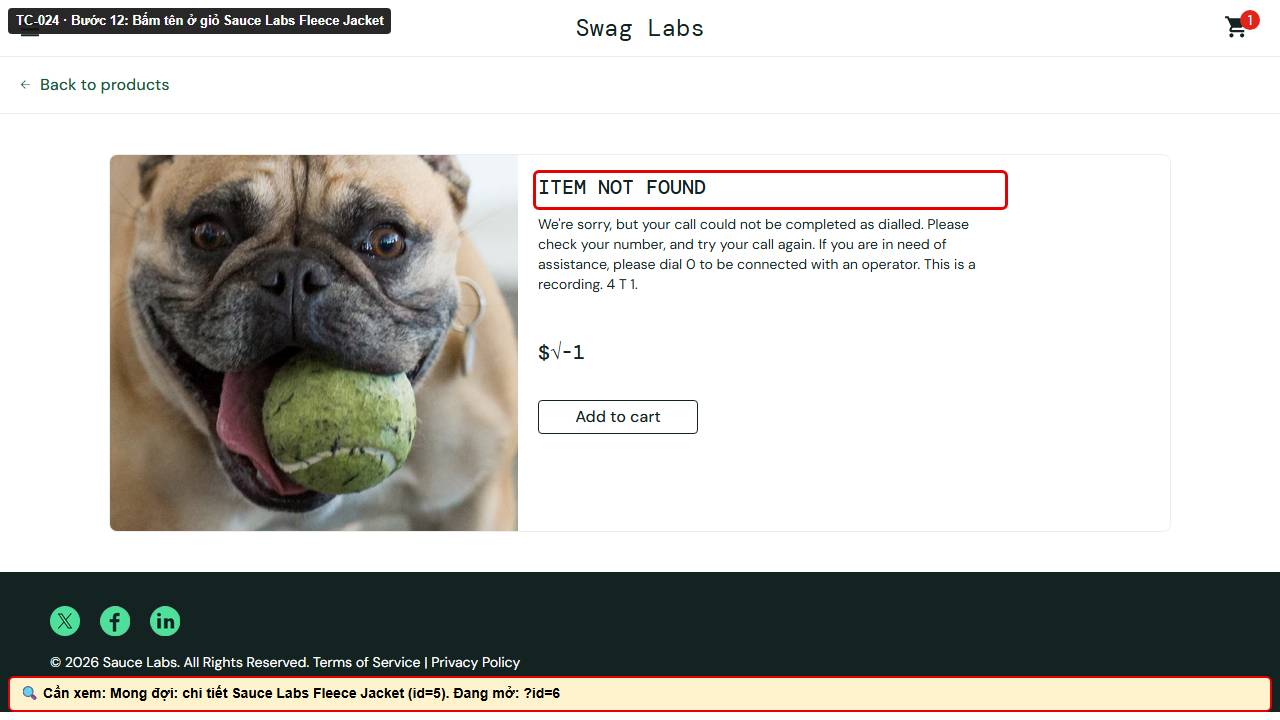 TC-024 · Bước 12: Bấm tên ở giỏ Sauce Labs Fleece Jacket
Swag Labs
1
Back to products
ITEM NOT FOUND
We're sorry, but your call could not be completed as dialled. Please
check your number, and try your call again. If you are in need of
assistance, please dial 0 to be connected with an operator. This is a
recording. 4 T 1.
$√-1
Add to cart
© 2026 Sauce Labs. All Rights Reserved. Terms of Service | Privacy Policy
🔍 Cần xem: Mong đợi: chi tiết Sauce Labs Fleece Jacket (id=5). Đang mở: ?id=6